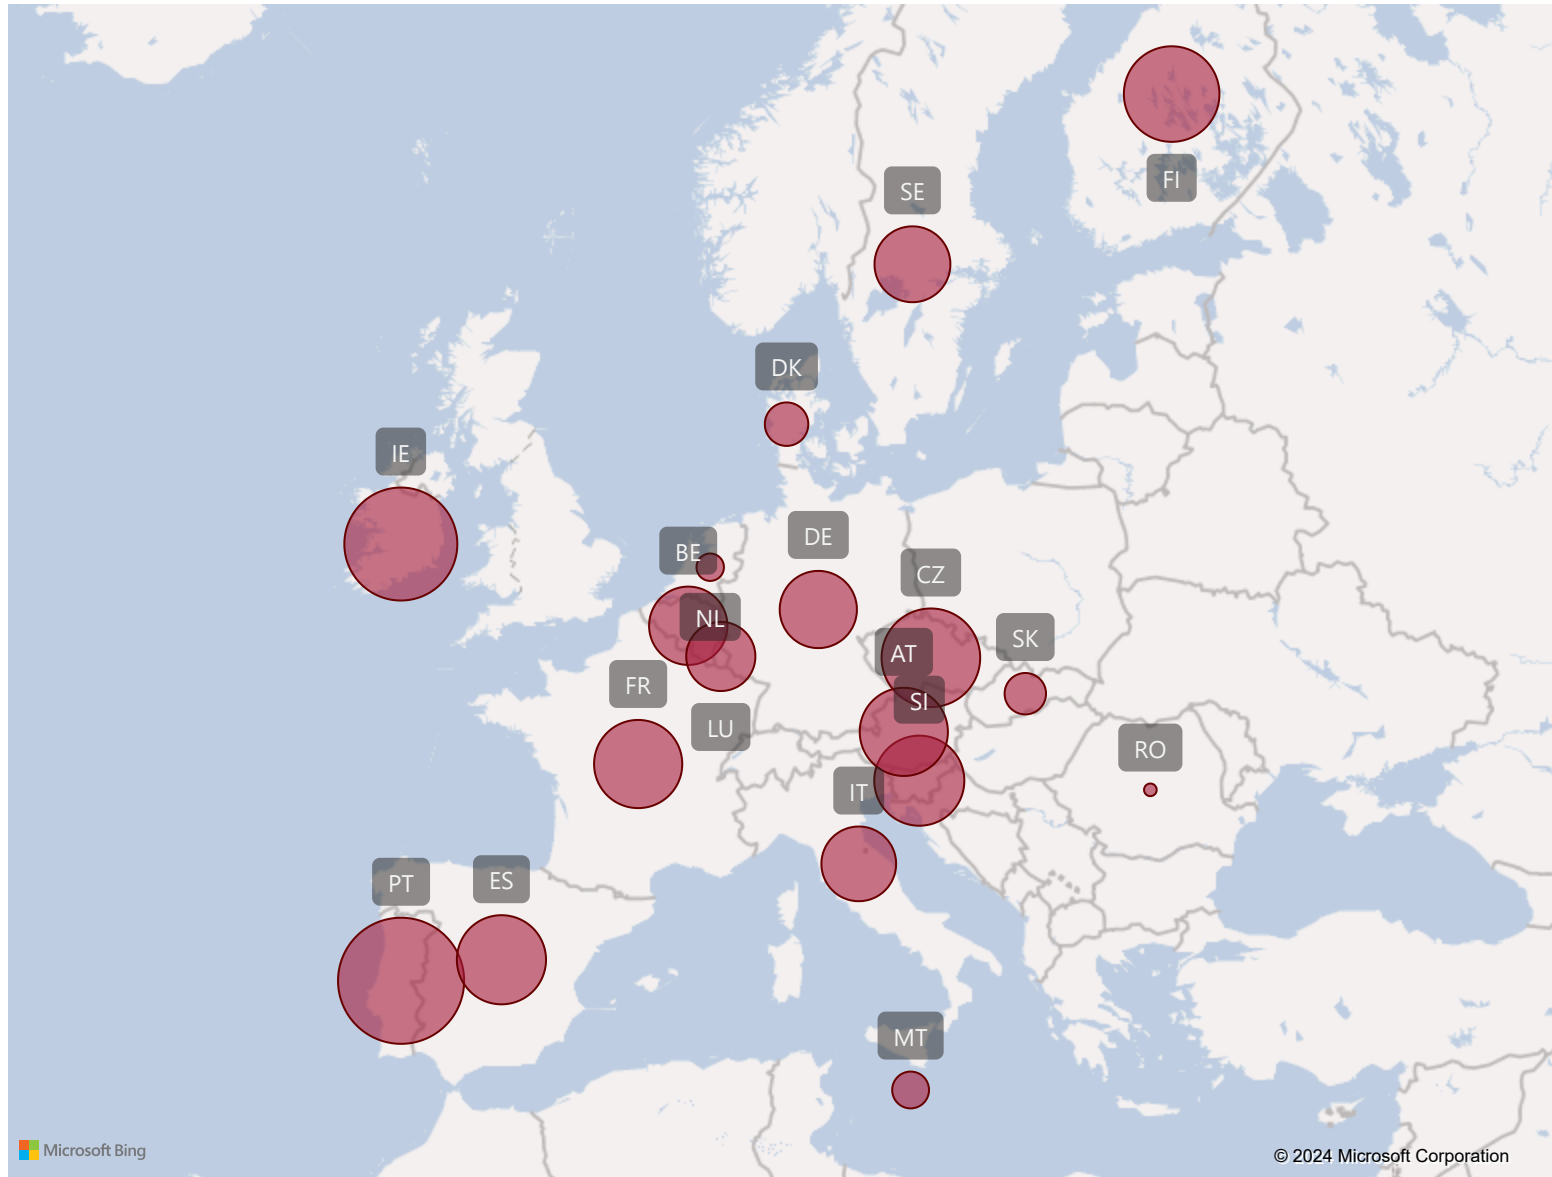 FI
SE
DK
IE
DE
BE
CZ
NL
SK
AT
FR
SI
LU
RO
IT
ES
PT
MT
Microsoft Bing
© 2024 Microsoft Corporation